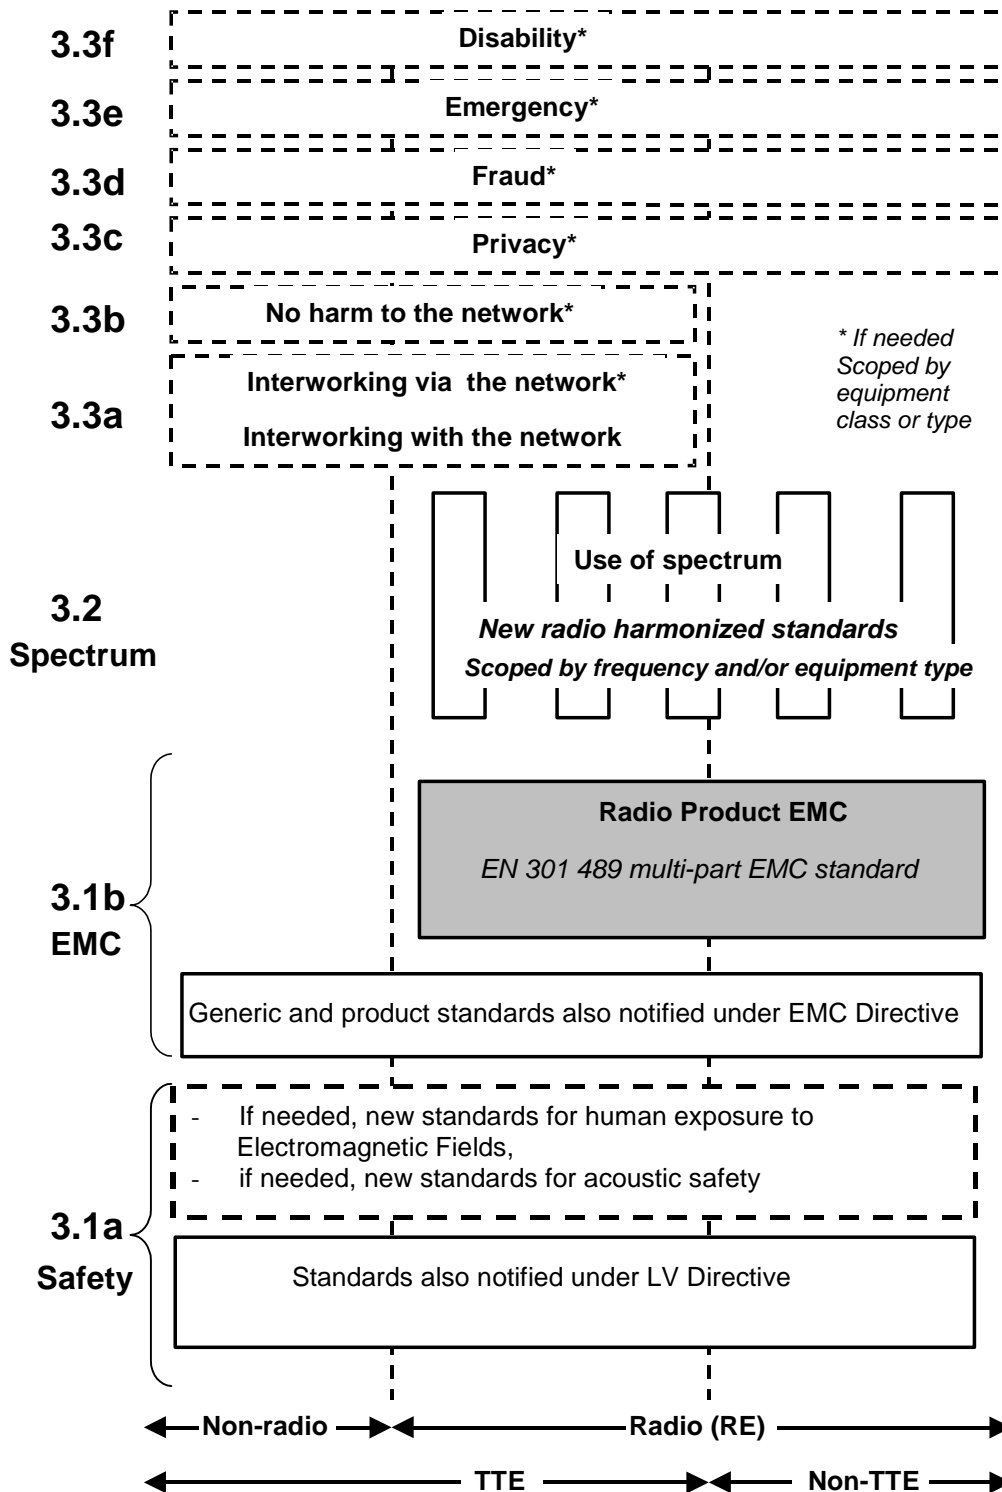 3.3f
Disability*
3.3e
Emergency*
3.3d
Fraud*
3.3c
Privacy*
3.3b
No harm to the network*
* If needed
Scoped by
equipment
class or type
3.3a
Interworking via the network*
Interworking with the network
3.2
Spectrum
Use of spectrum
New radio harmonized standards
Scoped by frequency and/or equipment type
3.1b
EMC
Radio Product EMC
EN 301 489 multi-part EMC standard
Generic and product standards also notified under EMC Directive
3.1a
Safety
- If needed, new standards for human exposure to
Electromagnetic Fields,
- if needed, new standards for acoustic safety
Standards also notified under LV Directive
Non-radio
Radio (RE)
TTE
Non-TTE